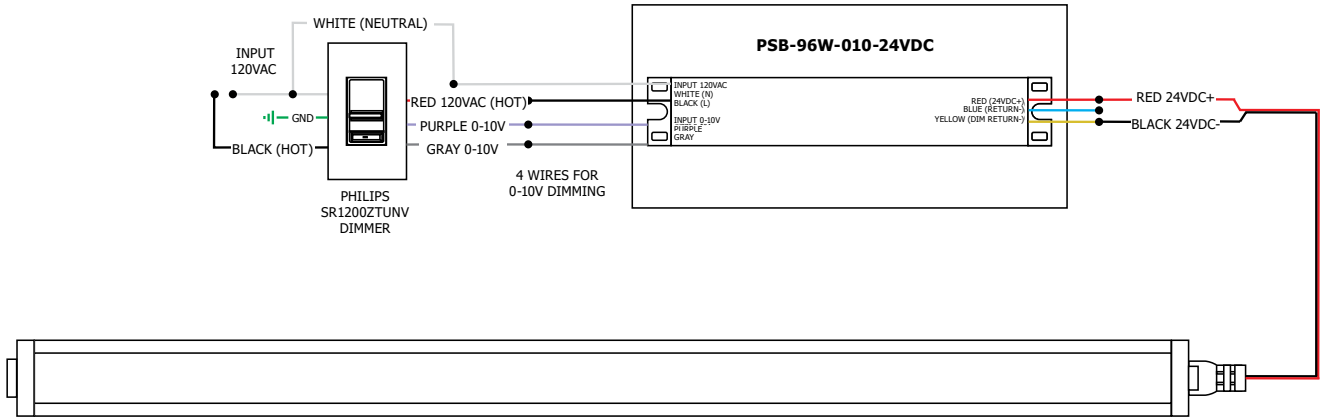 WHITE (NEUTRAL)
INPUT
120VAC
GND
BLACK (HOT)
PHILIPS
SR1200ZTUNV
DIMMER
RED 120VAC (HOT)
PURPLE 0-10V
GRAY 0-10V
4 WIRES FOR
0-10V DIMMING
PSB-96W-010-24VDC
INPUT 120VAC
WHITE (N)
BLACK (L)
INPUT 0-10V
PURPLE
GRAY
RED (24VDC+)
BLUE (RETURN-)
YELLOW (DIM RETURN-)
RED 24VDC+
BLACK 24VDC-